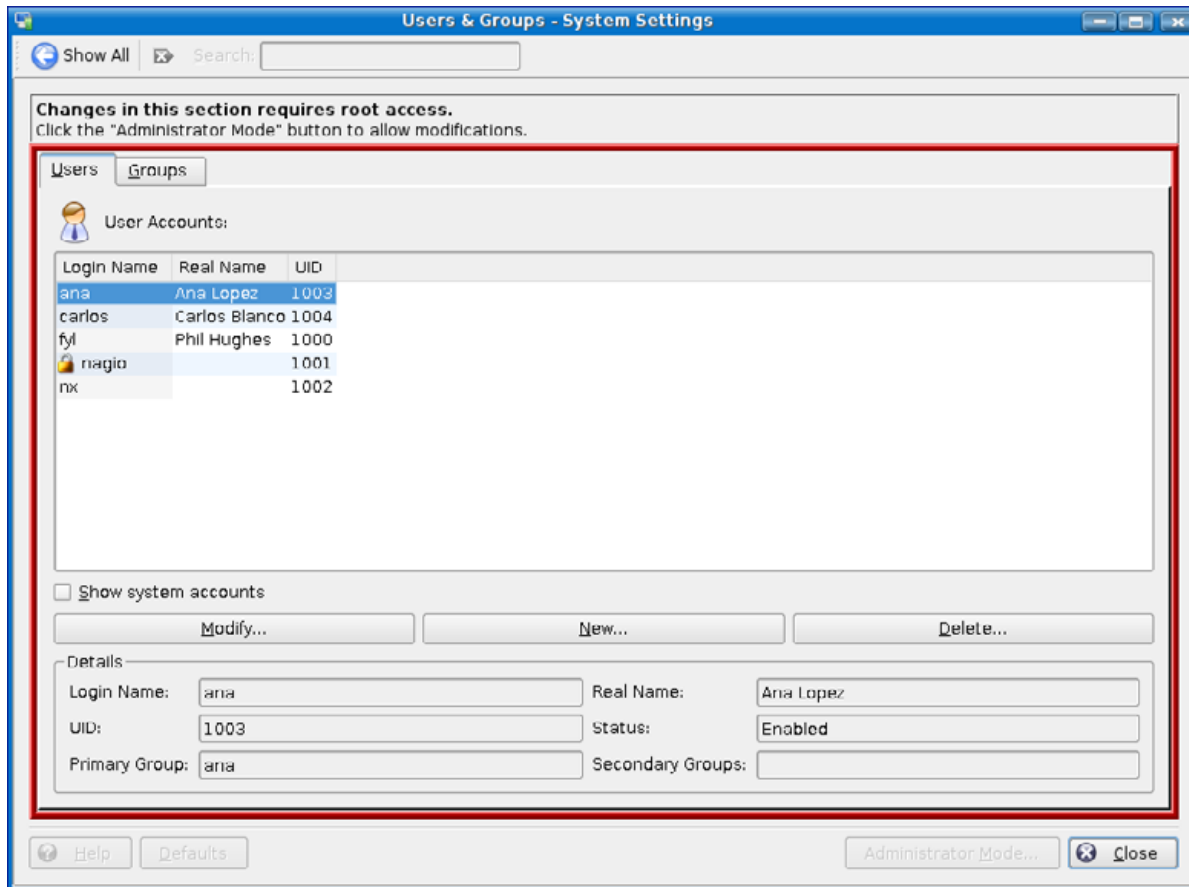 Users & Groups - System Settings
Show All Search:
Changes in this section requires root access.
Click the "Administrator Mode" button to allow modifications.
Users Groups
User Accounts:
Login Name Real Name UID
ana Ana Lopez 1003
carlos Carlos Blanco 1004
fyl Phil Hughes 1000
nagio 1001
nx 1002
Show system accounts
Modify... New... Delete...
Details
Login Name: ana Real Name: Ana Lopez
UID: 1003 Status: Enabled
Primary Group: ana Secondary Groups:
Help Defaults Administrator Mode... Close